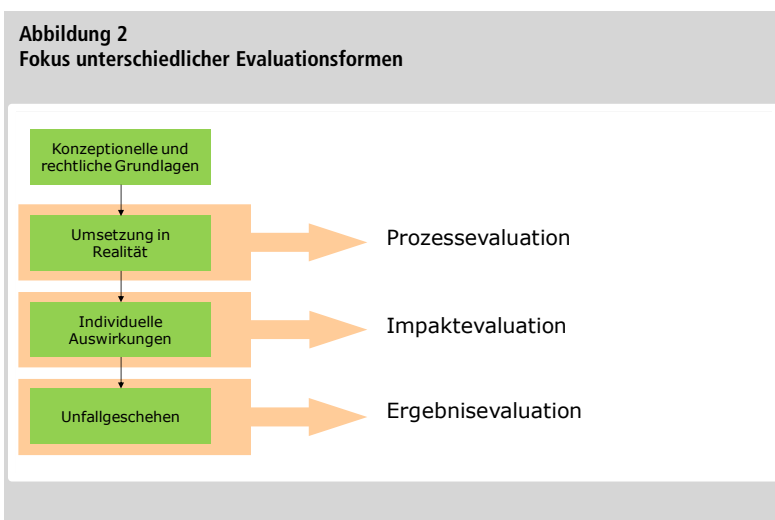 Abbildung 2
Fokus unterschiedlicher Evaluationsformen
Konzeptionelle und
rechtliche Grundlagen
Umsetzung in
Realität
Prozessevaluation
Individuelle
Auswirkungen
Impaktevaluation
Unfallgeschehen
Ergebnisevaluation